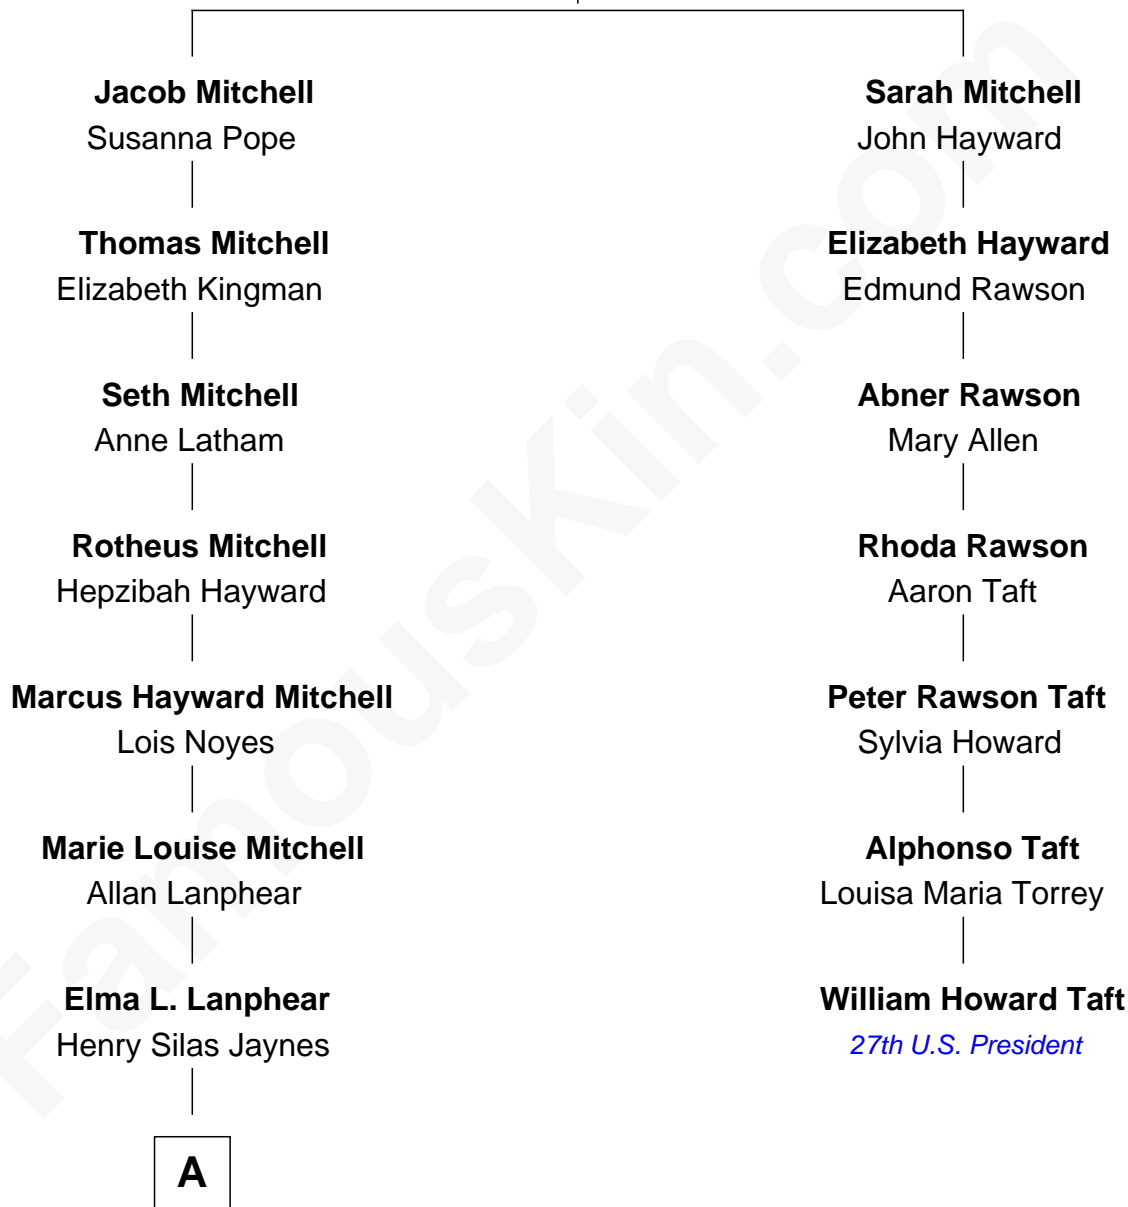 Jacob Mitchell
Susanna Pope
Sarah Mitchell
John Hayward
Thomas Mitchell
Elizabeth Kingman
Elizabeth Hayward
Edmund Rawson
Seth Mitchell
Anne Latham
Abner Rawson
Mary Allen
Rotheus Mitchell
Hepzibah Hayward
Rhoda Rawson
Aaron Taft
Marcus Hayward Mitchell
Lois Noyes
Peter Rawson Taft
Sylvia Howard
Marie Louise Mitchell
Allan Lanphear
Alphonso Taft
Louisa Maria Torrey
Elma L. Lanphear
Henry Silas Jaynes
William Howard Taft
27th U.S. President
A
FamousKin.com